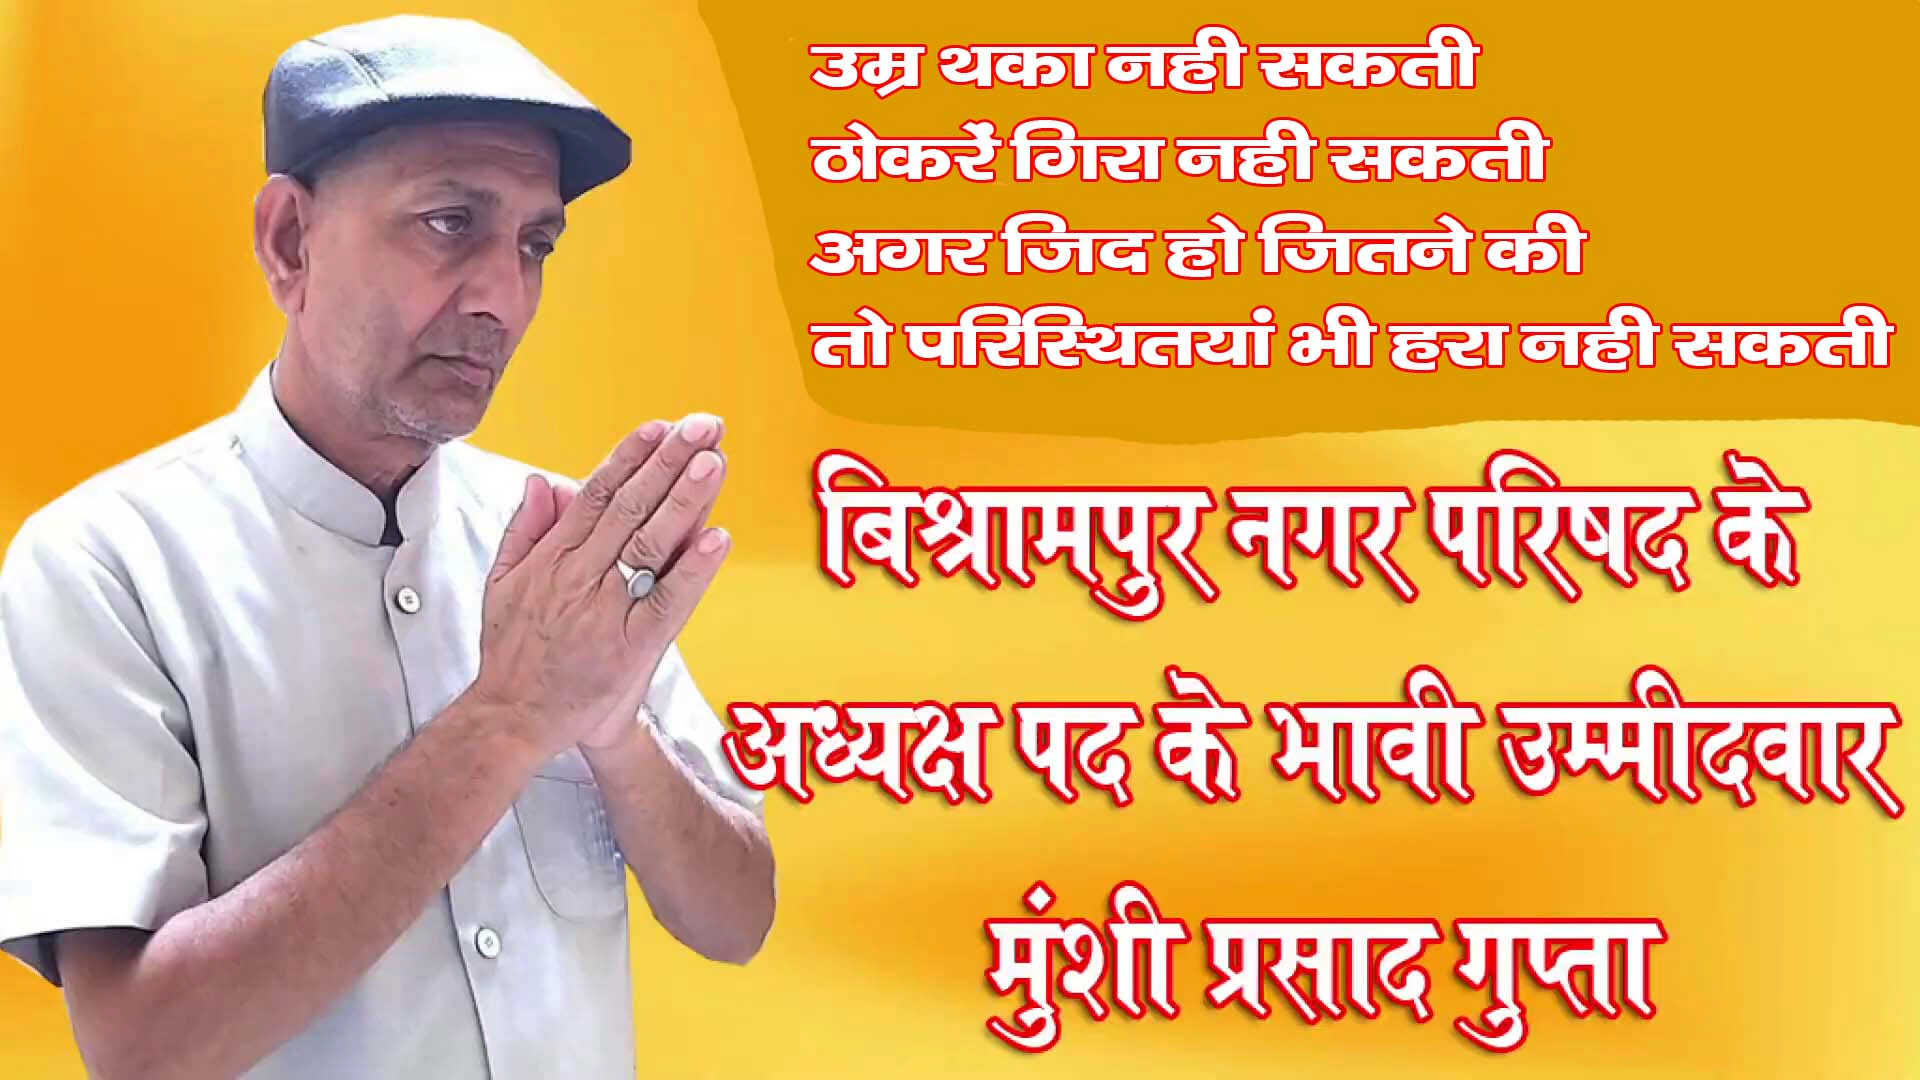 उम्र थका नही सकती
ठोकरें गिरा नही सकती
अगर जिद हो जितने की
तो परिस्थितयां भी हरा नही सकती
बिश्रामपुर नगर परिषद के
अध्यक्ष पद के भावी उम्मीदवार
मुंशी प्रसाद गुप्ता